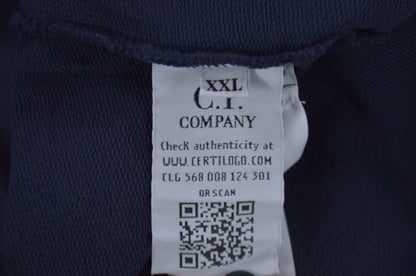 XXL
C.P.
COMPANY
Check authenticity at
WWW.CERTILOGO.COM
CLG 568 008 124 301
OR SCAN